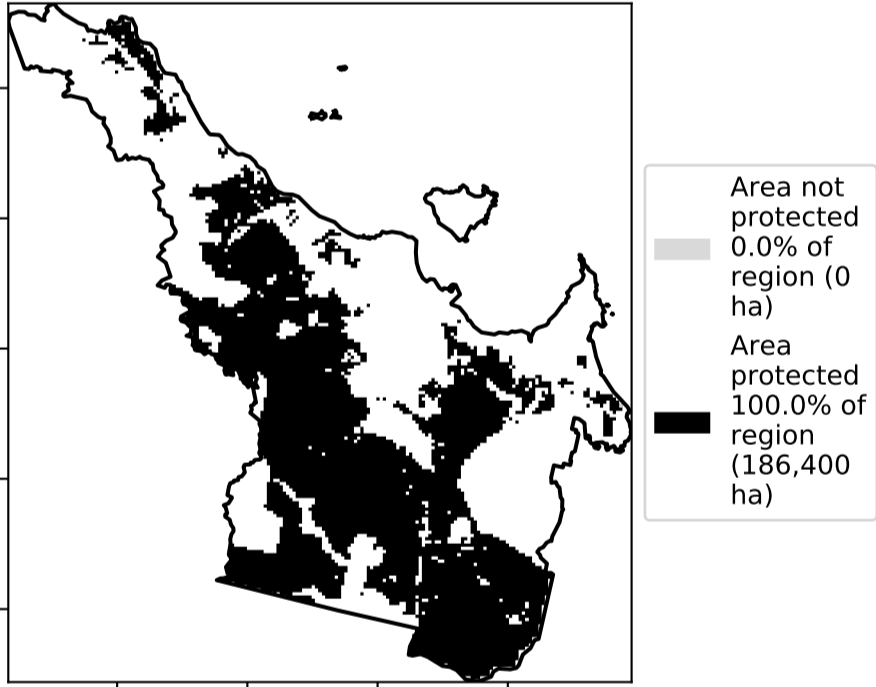 Area not
protected
0.0% of
region (0
ha)
Area
protected
100.0% of
region
(186,400
ha)